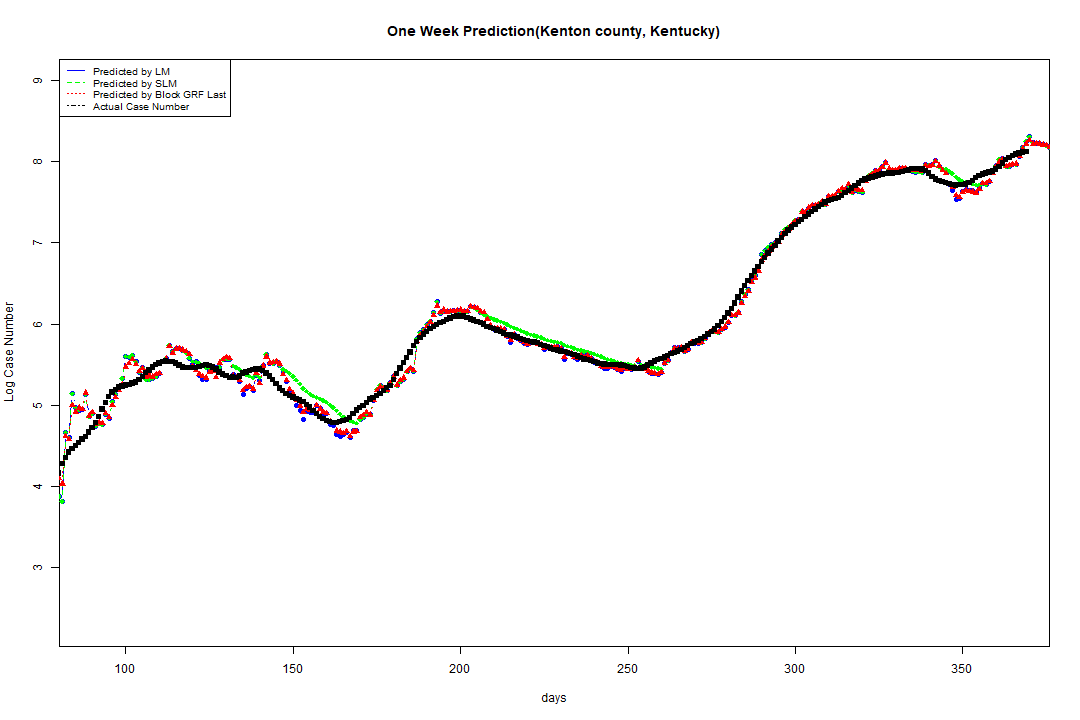 One Week Prediction(Kenton county, Kentucky)
Predicted by LM
Predicted by SLM
Predicted by Block GRF Last
Actual Case Number
9
8
7
6
5
4
3
Log Case Number
100 150 200 250 300 350
days